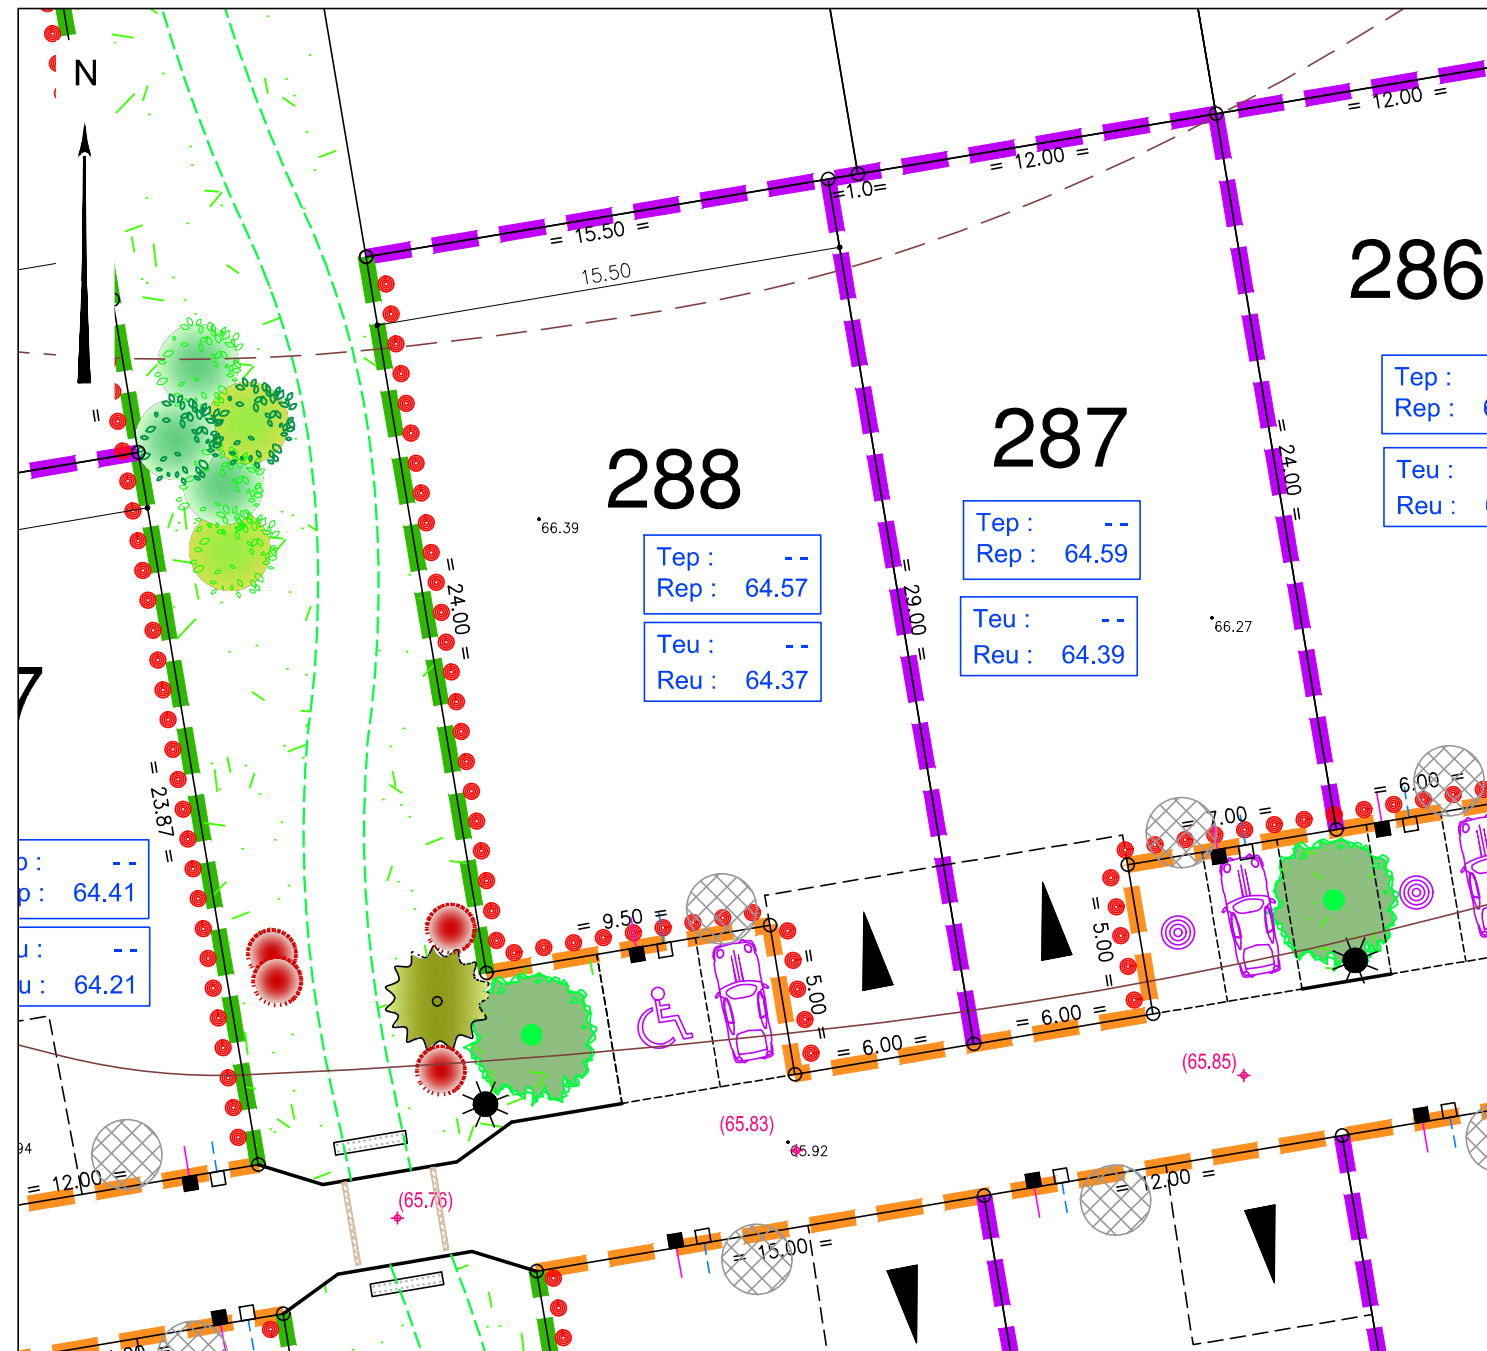 N
= 12.00 =
= 12.00 =
=1.0=
= 15.50 =
15.50
286
287
288
Tep :
Rep :
Teu :
Reu :
= 24.00 =
Tep : - -
Rep : 64.59
Teu : - -
Reu : 64.39
66.39
Tep : - -
Rep : 64.57
Teu : - -
Reu : 64.37
= 24.00 =
= 29.00 =
66.27
7
= 23.87 =
- -
64.41
- -
64.21
= 6.00 =
= 7.00 =
= 9.50 =
= 5.00 =
= 5.00 =
= 6.00 =
= 6.00 =
(65.85)
(65.83)
65.92
94
= 12.00 =
(65.76)
= 12.00 =
= 15.00 =